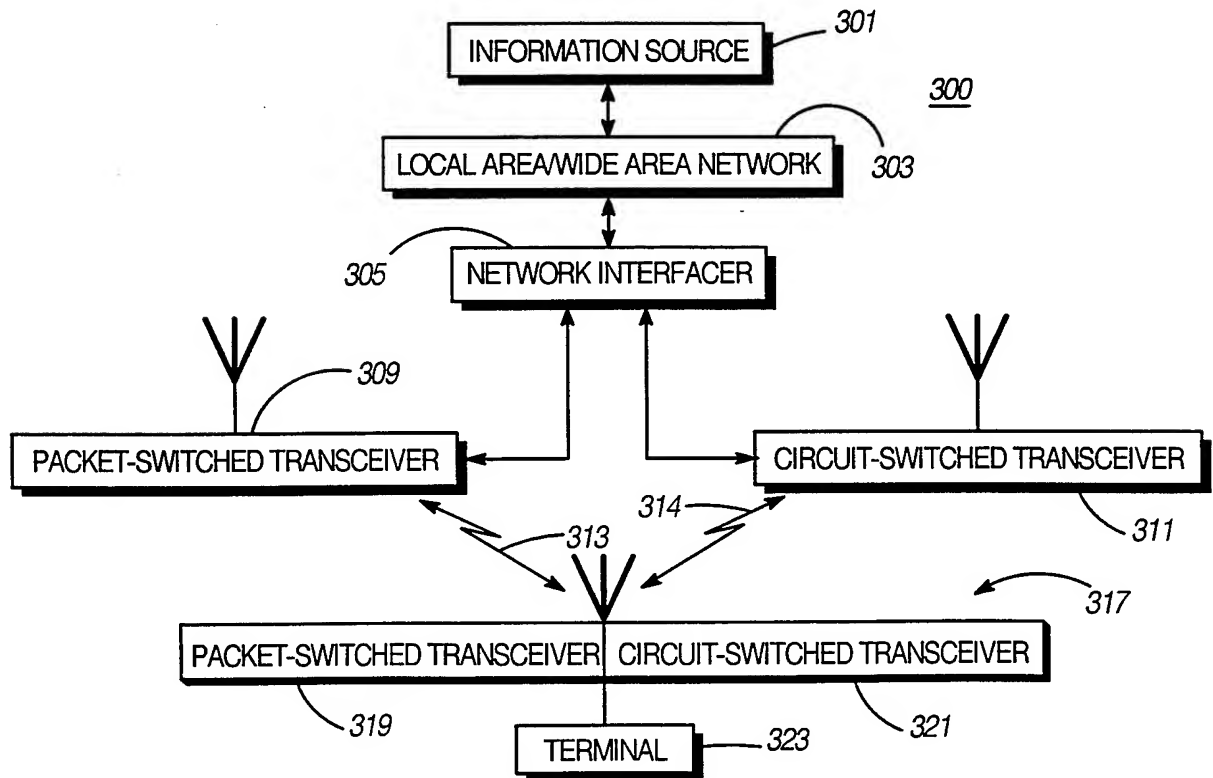 INFORMATION SOURCE
301
300
LOCAL AREA/WIDE AREA NETWORK
303
305
NETWORK INTERFACER
309
PACKET-SWITCHED TRANSCEIVER
CIRCUIT-SWITCHED TRANSCEIVER
313
314
311
317
PACKET-SWITCHED TRANSCEIVER
CIRCUIT-SWITCHED TRANSCEIVER
319
321
TERMINAL
323